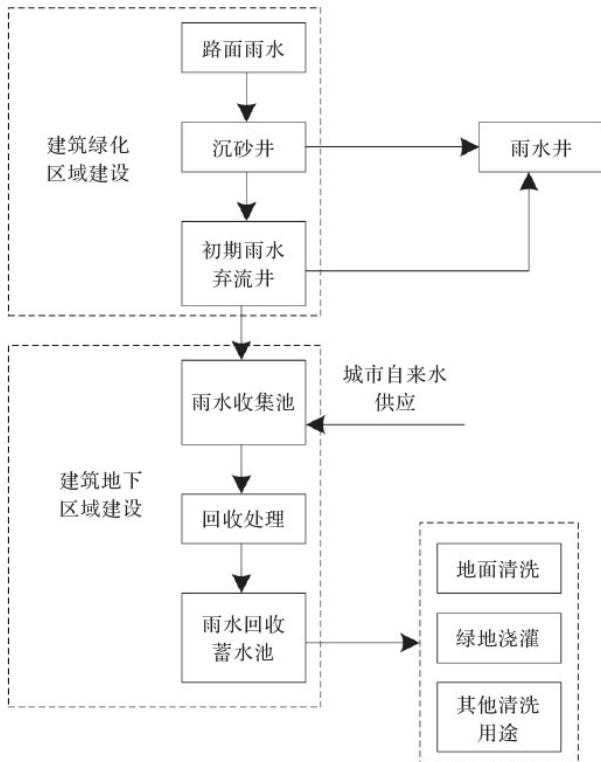 路面雨水
建筑绿化
区域建设
沉砂井
雨水井
初期雨水
弃流井
雨水收集池
城市自来水
供应
建筑地下
区域建设
回收处理
雨水回收
蓄水池
地面清洗
绿地浇灌
其他清洗
用途